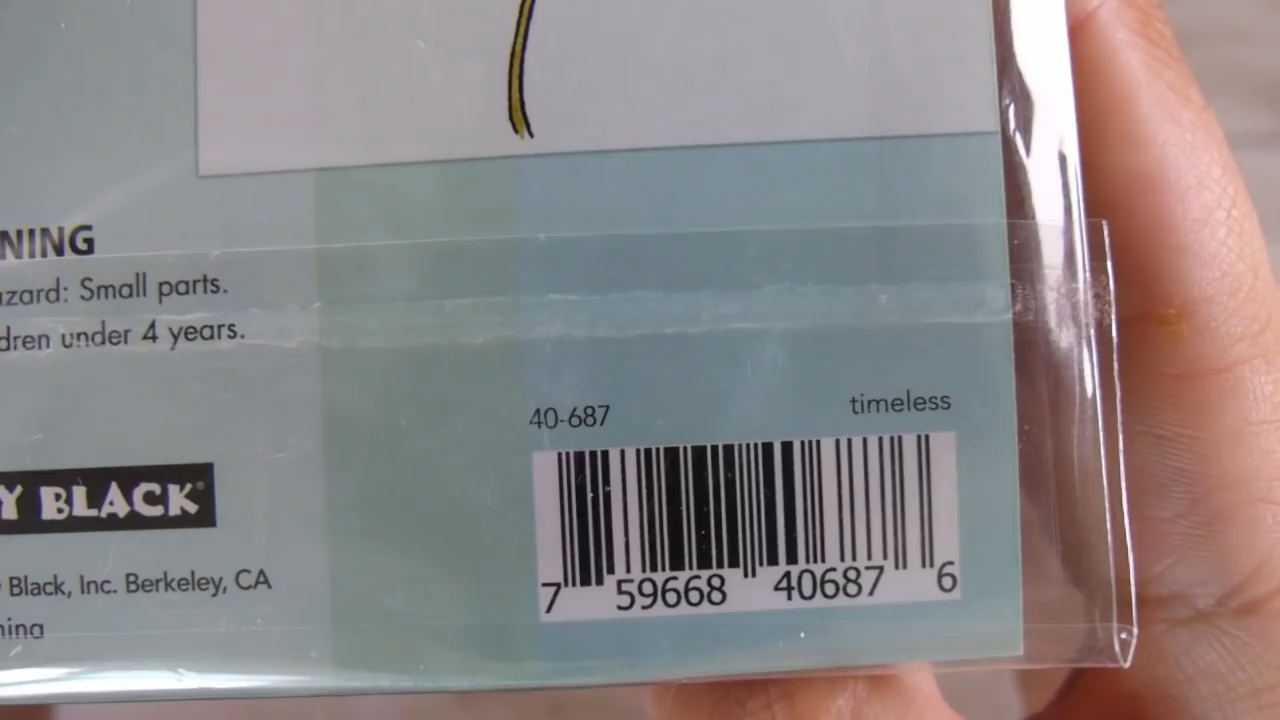 NING
azard: Small parts.
dren under 4 years.
40-687
timeless
Y BLACK®
Black, Inc. Berkeley, CA
7 59668 40687 6